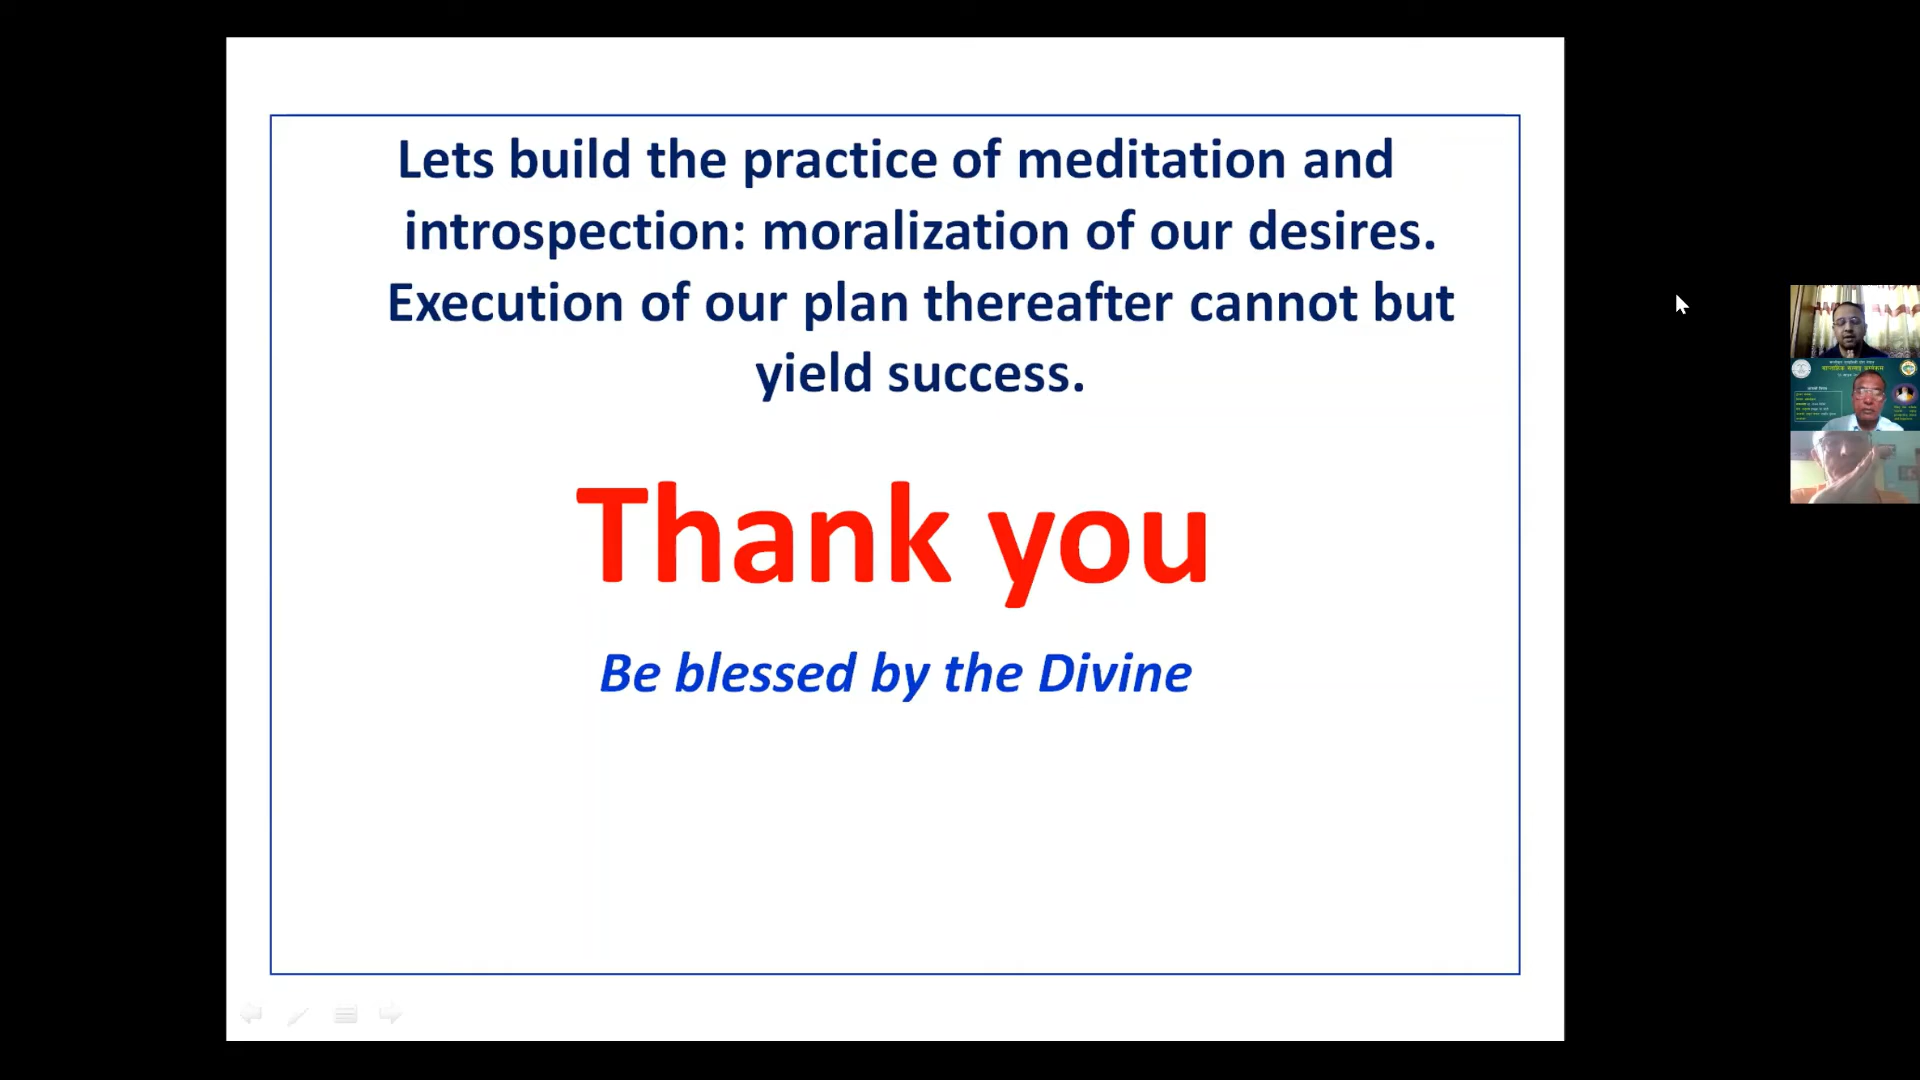 Lets build the practice of meditation and
introspection: moralization of our desires.
Execution of our plan thereafter cannot but
yield success.
Thank you
Be blessed by the Divine